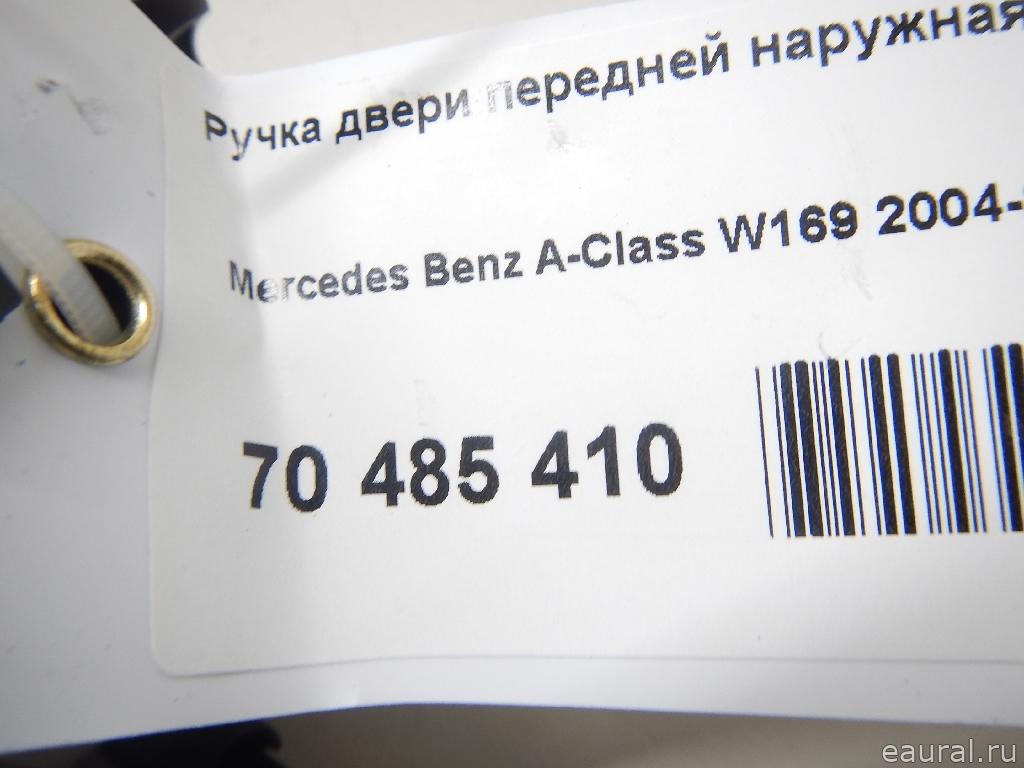 Ручка двери передней наружная
Mercedes Benz A-Class W169 2004-
70 485 410
eaural.ru